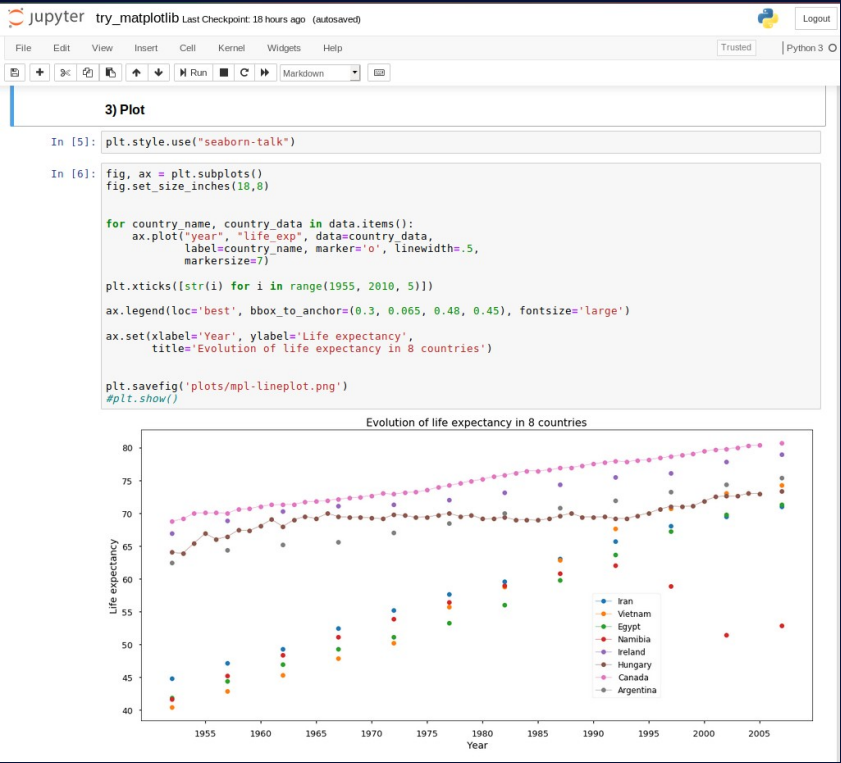 jupyter try_matplotlib Last Checkpoint: 18 hours ago (autosaved)
Logout
File Edit View Insert Cell Kernel Widgets Help
Trusted Python 3
Run Markdown
3) Plot
In [5]: plt.style.use("seaborn-talk")
In [6]: fig, ax = plt.subplots()
fig.set_size_inches(18,8)
for country_name, country_data in data.items():
ax.plot("year", "life_exp", data=country_data,
label=country_name, marker='o', linewidth=.5,
markersize=7)
plt.xticks([str(i) for i in range(1955, 2010, 5)])
ax.legend(loc='best', bbox_to_anchor=(0.3, 0.065, 0.48, 0.45), fontsize='large')
ax.set(xlabel='Year', ylabel='Life expectancy',
title='Evolution of life expectancy in 8 countries')
plt.savefig('plots/mpl-lineplot.png')
#plt.show()
Evolution of life expectancy in 8 countries
80
75
70
65
60
55
50
45
40
Life expectancy
Iran
Vietnam
Egypt
Namibia
Ireland
Hungary
Canada
Argentina
1955 1960 1965 1970 1975 1980 1985 1990 1995 2000 2005
Year